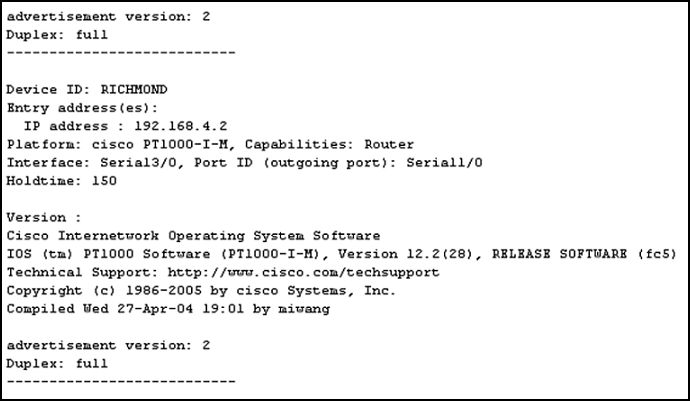 advertisement version: 2
Duplex: full
---------------------------
Device ID: RICHMOND
Entry address(es):
  IP address : 192.168.4.2
Platform: cisco PT1000-I-M, Capabilities: Router
Interface: Serial3/0, Port ID (outgoing port): Serial1/0
Holdtime: 150
Version :
Cisco Internetwork Operating System Software
IOS (tm) PT1000 Software (PT1000-I-M), Version 12.2(28), RELEASE SOFTWARE (fc5)
Technical Support: http://www.cisco.com/techsupport
Copyright (c) 1986-2005 by cisco Systems, Inc.
Compiled Wed 27-Apr-04 19:01 by miwang
advertisement version: 2
Duplex: full
---------------------------